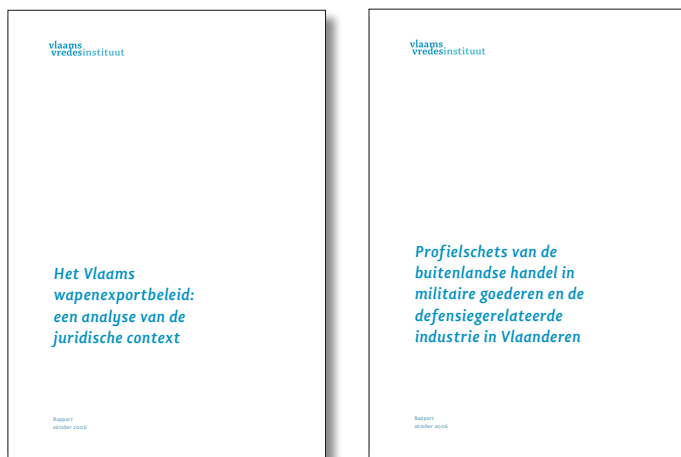 vlaams
vredesinstituut
Het Vlaams
wapenexportbeleid:
een analyse van de
juridische context
Rapport
oktober 2006
vlaams
vredesinstituut
Profielschets van de
buitenlandse handel in
militaire goederen en de
defensiegerelateerde
industrie in Vlaanderen
Rapport
oktober 2006